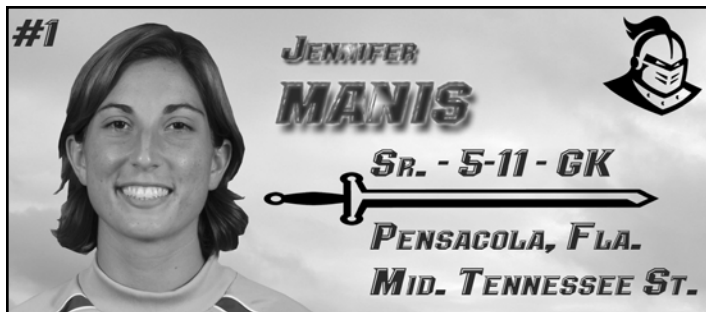 #1
JENNIFER
MANIS
SR. - 5-11 - GK
PENSACOLA, FLA.
MID. TENNESSEE ST.